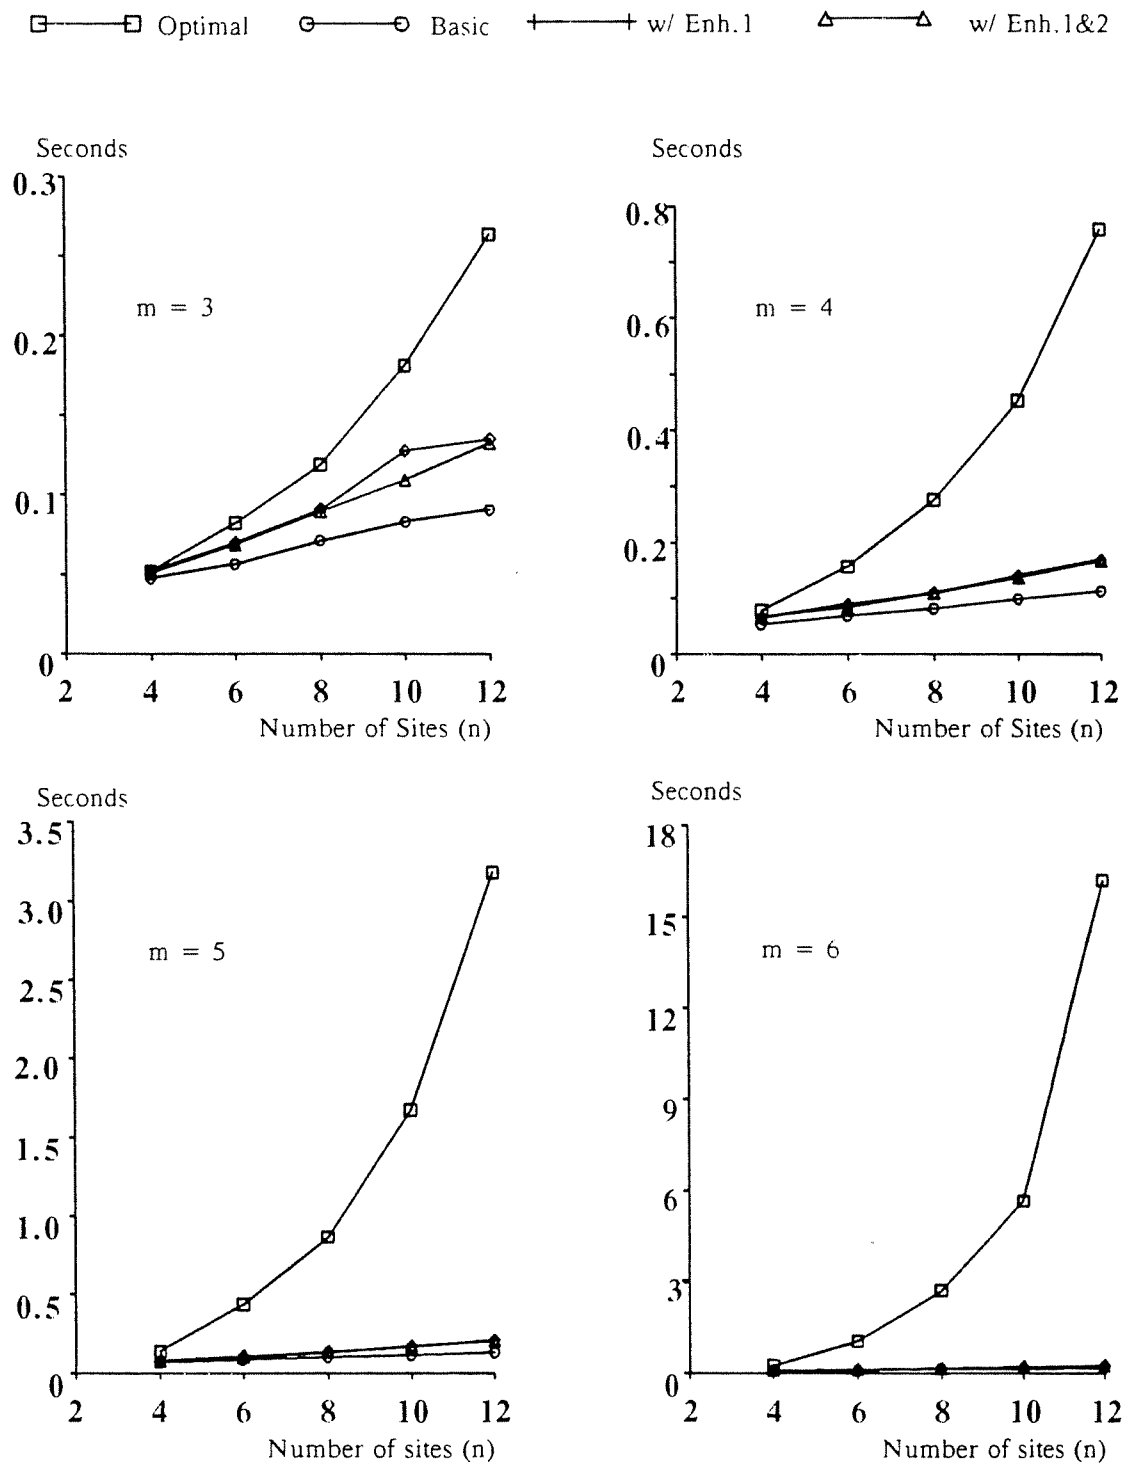 Optimal Basic w/ Enh.1 w/ Enh.1&2
Seconds
0.3
0.2
0.1
0
m = 3
2 4 6 8 10 12
Number of Sites (n)
Seconds
0.8
0.6
0.4
0.2
0
m = 4
2 4 6 8 10 12
Number of Sites (n)
Seconds
3.5
3.0
2.5
2.0
1.5
1.0
0.5
0
m = 5
2 4 6 8 10 12
Number of sites (n)
Seconds
18
15
12
9
6
3
0
m = 6
2 4 6 8 10 12
Number of sites (n)